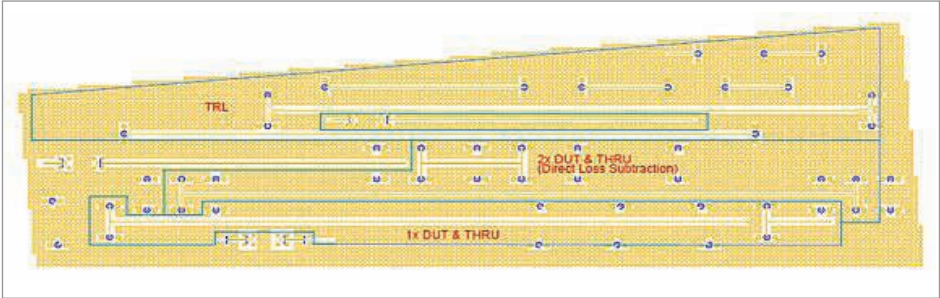 TRL
2x DUT & THRU
(Direct Loss Subtraction)
1x DUT & THRU